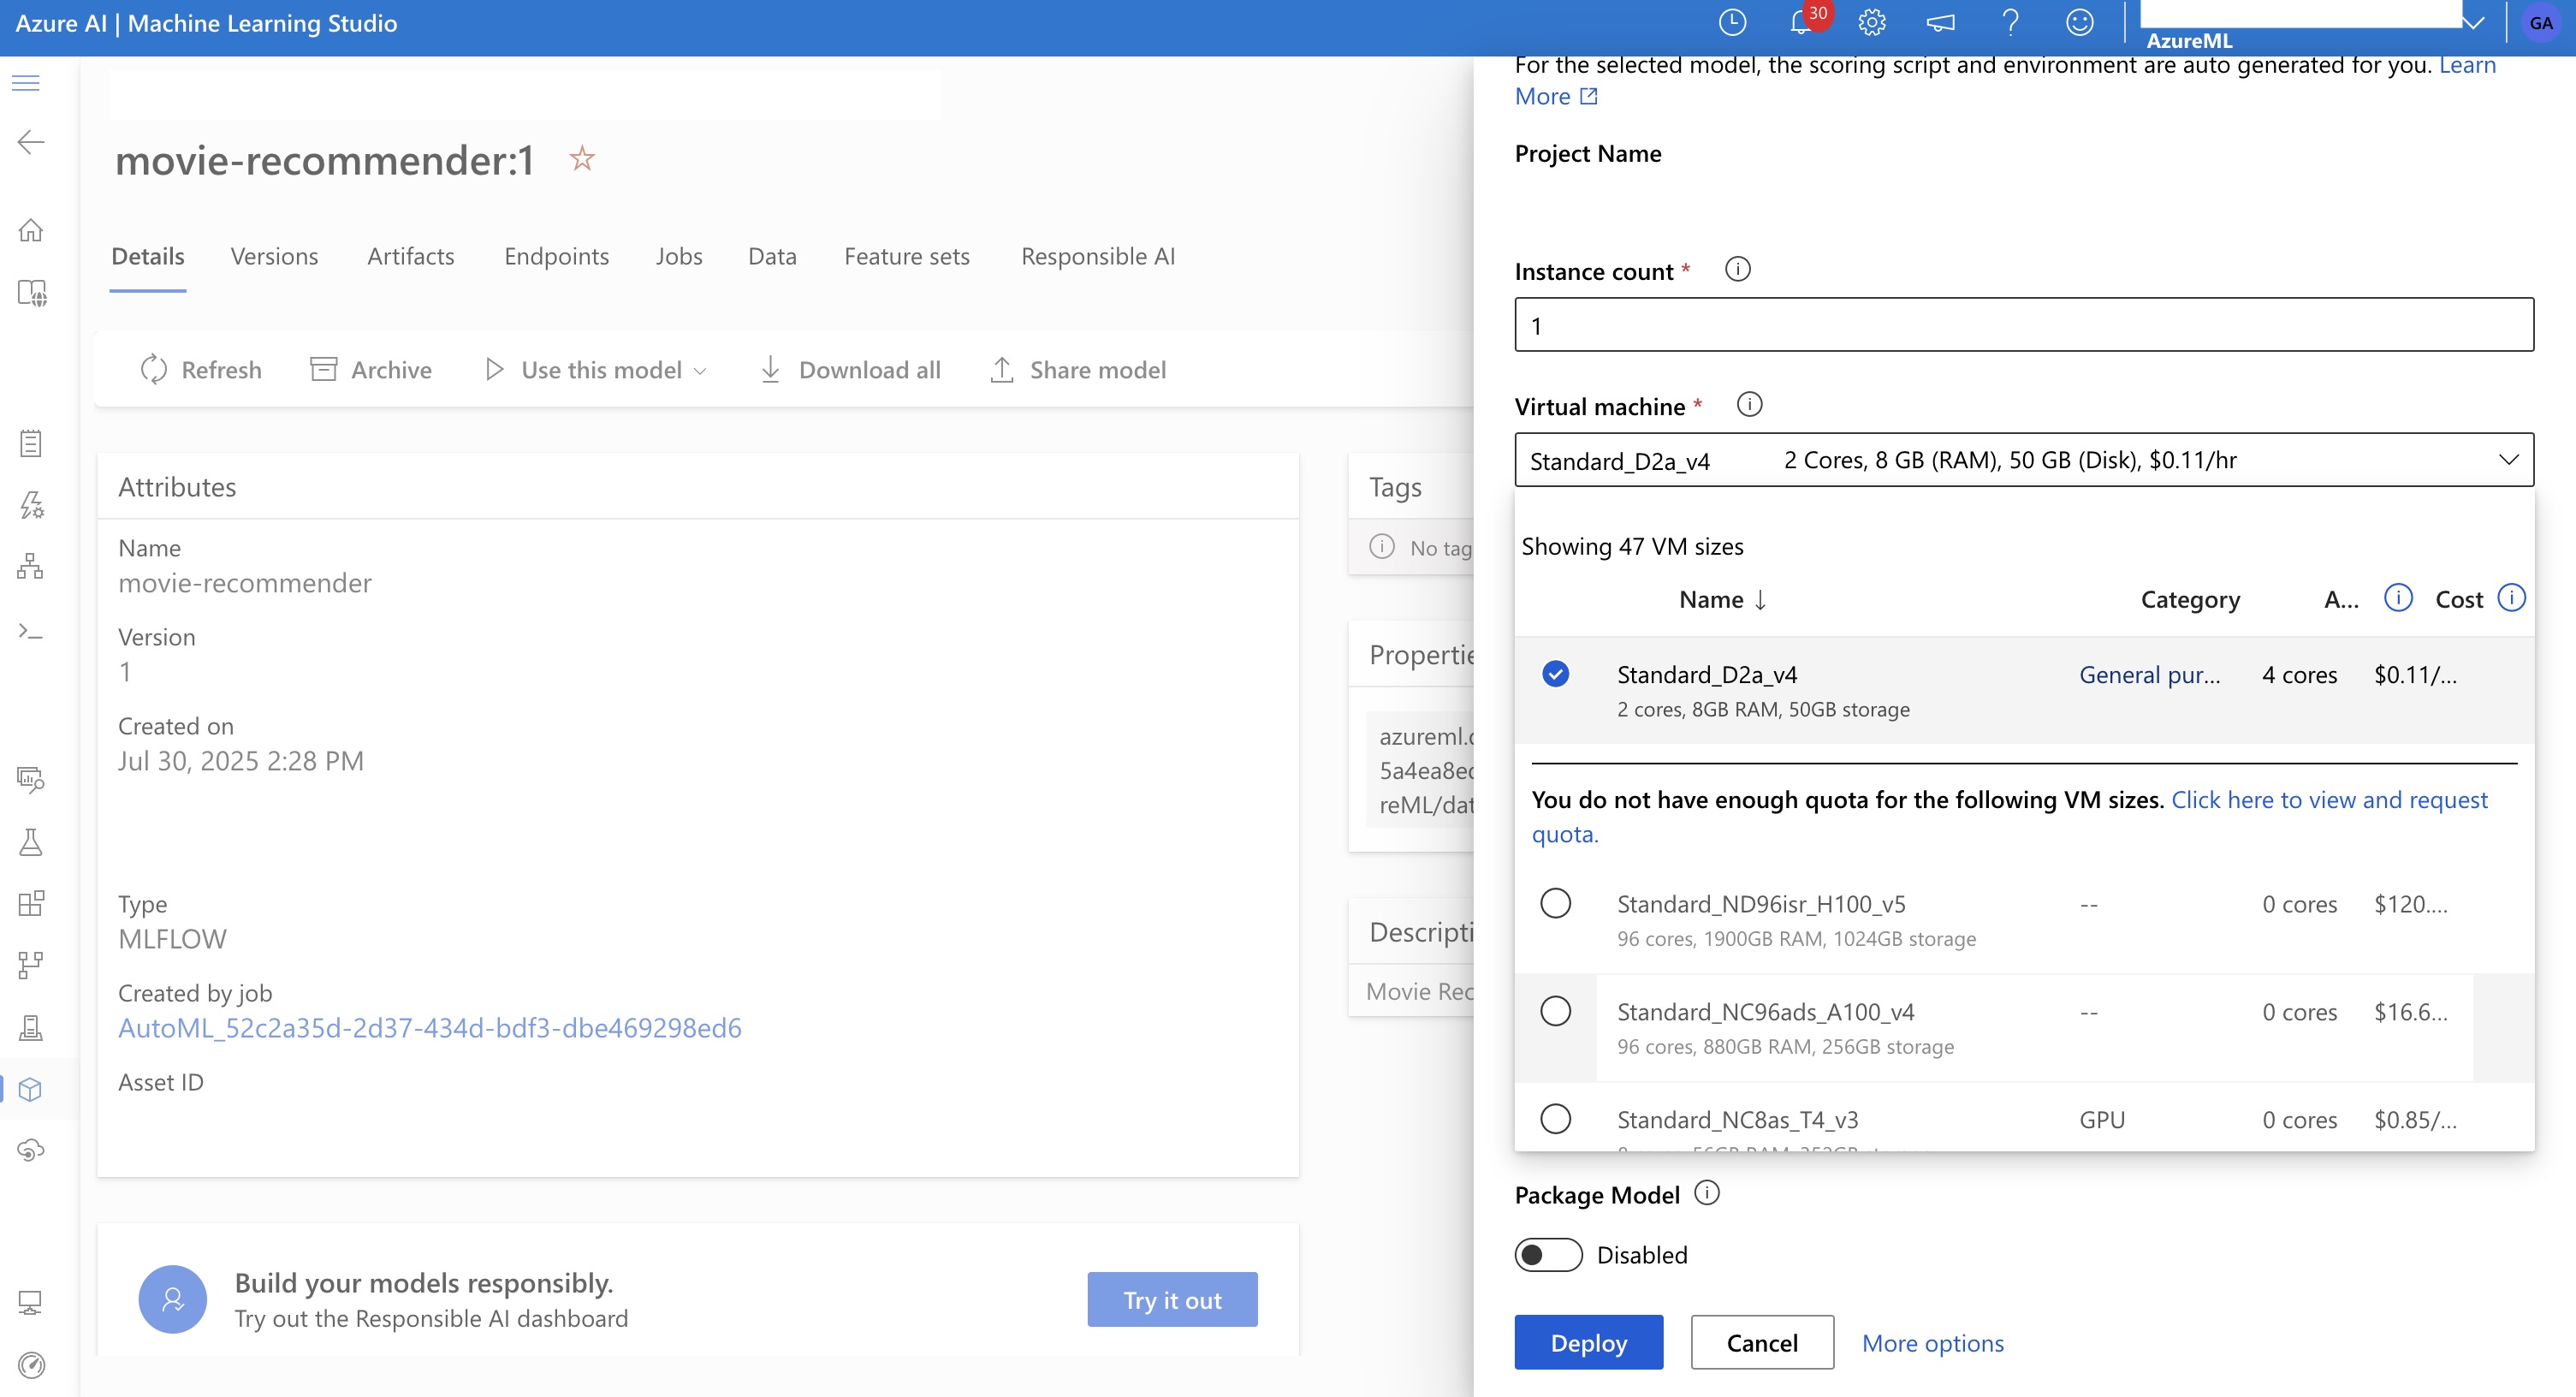 Azure AI | Machine Learning Studio
30
AzureML
GA
movie-recommender:1
Details
Versions
Artifacts
Endpoints
Jobs
Data
Feature sets
Responsible AI
Refresh
Archive
Use this model
Download all
Share model
Attributes
Name
movie-recommender
Version
1
Created on
Jul 30, 2025 2:28 PM
Type
MLFLOW
Created by job
AutoML_52c2a35d-2d37-434d-bdf3-dbe469298ed6
Asset ID
Build your models responsibly.
Try out the Responsible AI dashboard
Try it out
Tags
No tag
Propertie
azureml.
5a4ea8e
reML/dat
Descripti
Movie Rec
For the selected model, the scoring script and environment are auto generated for you. Learn
More
Project Name
Instance count *
1
Virtual machine *
Standard_D2a_v4 2 Cores, 8 GB (RAM), 50 GB (Disk), $0.11/hr
Showing 47 VM sizes
Name ↓ Category A... Cost
Standard_D2a_v4 General pur... 4 cores $0.11/...
2 cores, 8GB RAM, 50GB storage
You do not have enough quota for the following VM sizes. Click here to view and request
quota.
Standard_ND96isr_H100_v5 -- 0 cores $120....
96 cores, 1900GB RAM, 1024GB storage
Standard_NC96ads_A100_v4 -- 0 cores $16.6...
96 cores, 880GB RAM, 256GB storage
Standard_NC8as_T4_v3 GPU 0 cores $0.85/...
Package Model
Disabled
Deploy
Cancel
More options